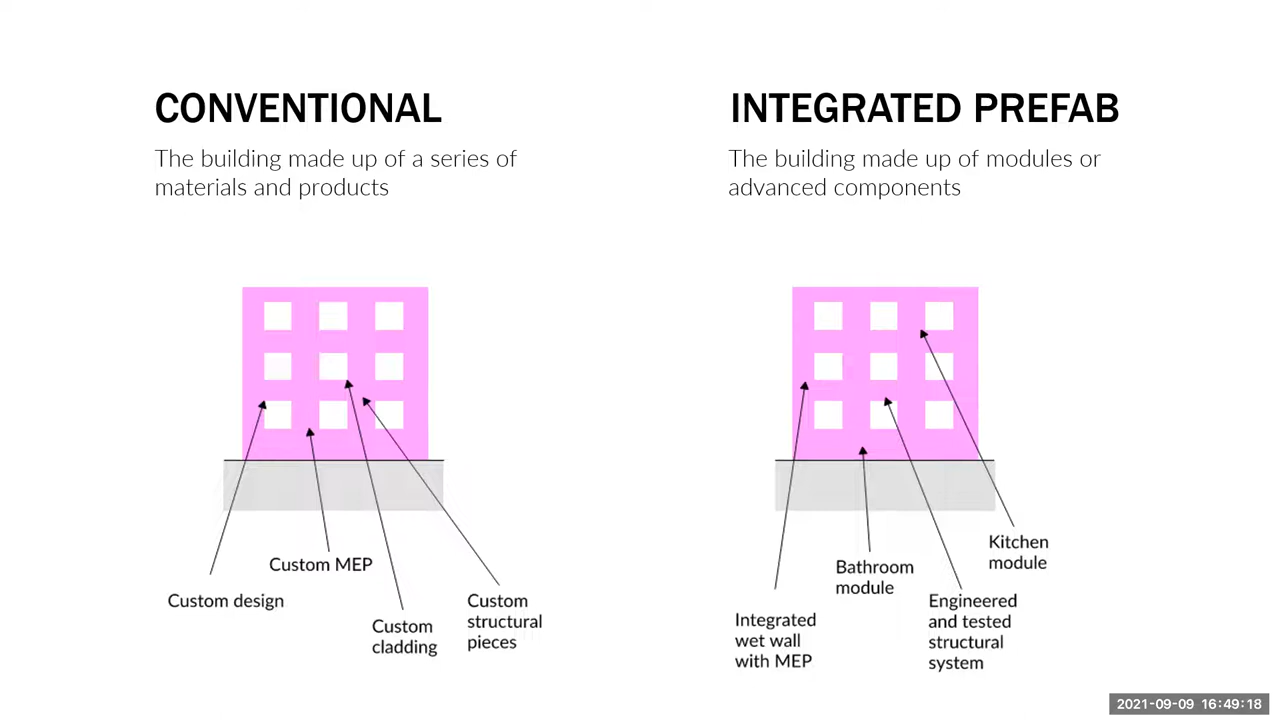 CONVENTIONAL
The building made up of a series of
materials and products
Custom MEP
Custom design
Custom
cladding
Custom
structural
pieces
INTEGRATED PREFAB
The building made up of modules or
advanced components
Kitchen
module
Bathroom
module
Engineered
and tested
structural
system
Integrated
wet wall
with MEP
2021-09-09 16:49:18